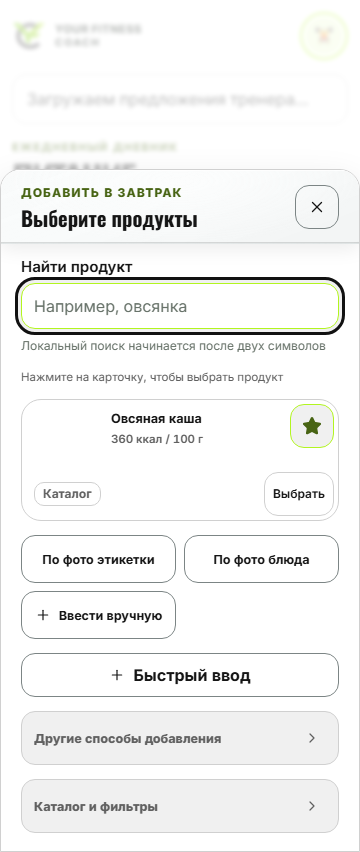 YOUR FITNESS
COACH
Загружаем предложения тренера...
ЕЖЕДНЕВНЫЙ ДНЕВНИК
ДОБАВИТЬ В ЗАВТРАК
Выберите продукты
Найти продукт
Например, овсянка
Локальный поиск начинается после двух символов
Нажмите на карточку, чтобы выбрать продукт
Овсяная каша
360 ккал / 100 г
Каталог
Выбрать
По фото этикетки
По фото блюда
Ввести вручную
Быстрый ввод
Другие способы добавления
Каталог и фильтры